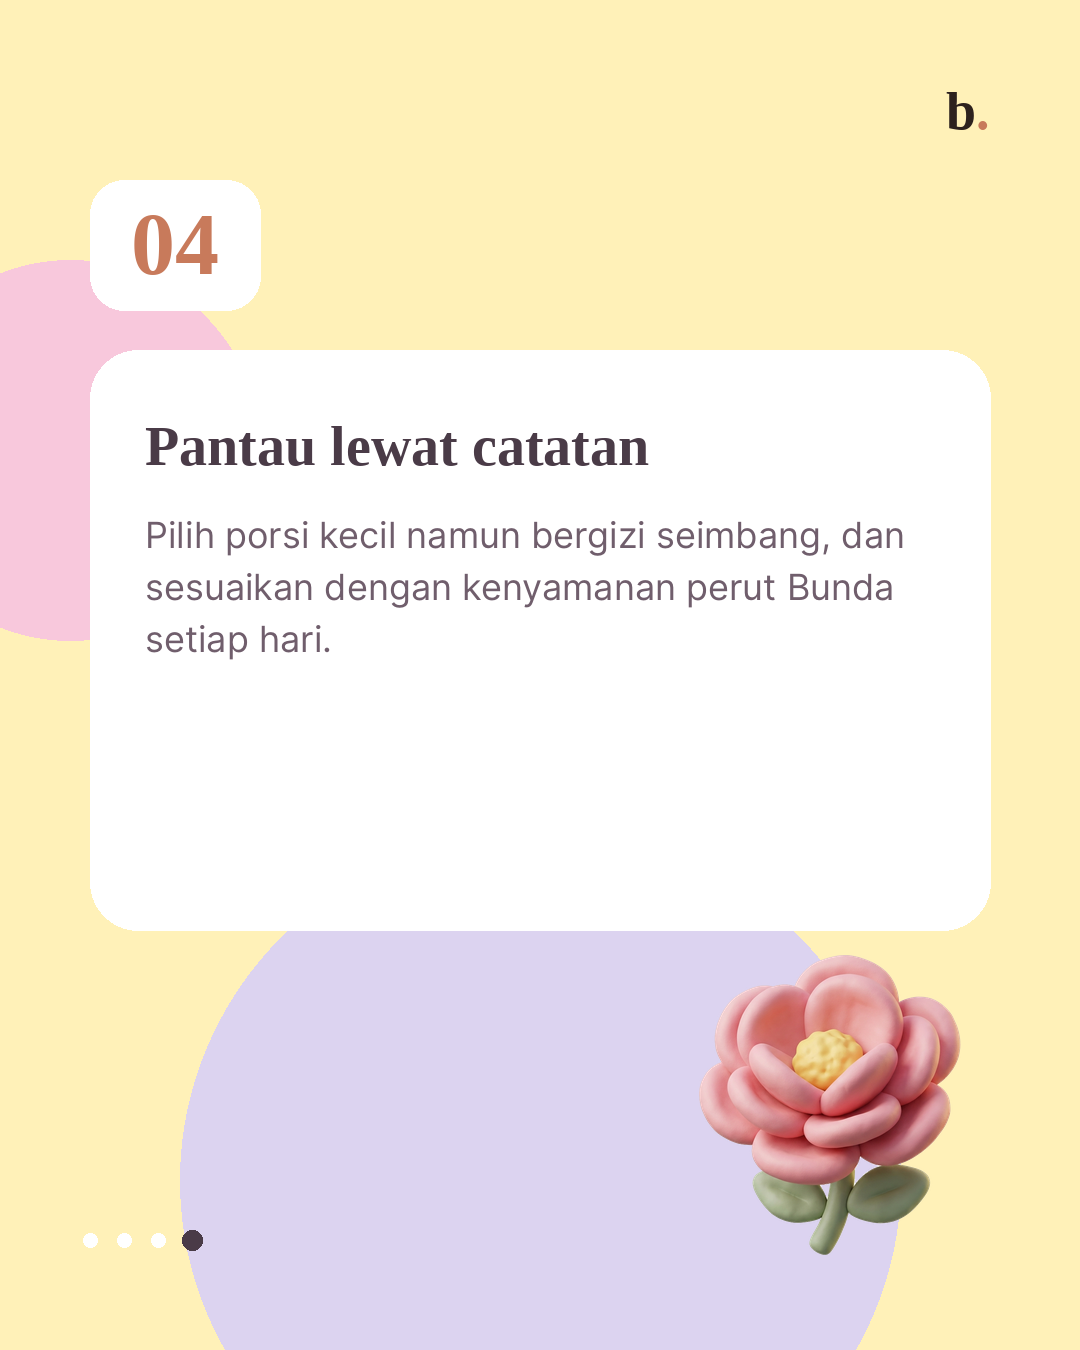 b.
04
Pantau lewat catatan
Pilih porsi kecil namun bergizi seimbang, dan
sesuaikan dengan kenyamanan perut Bunda
setiap hari.